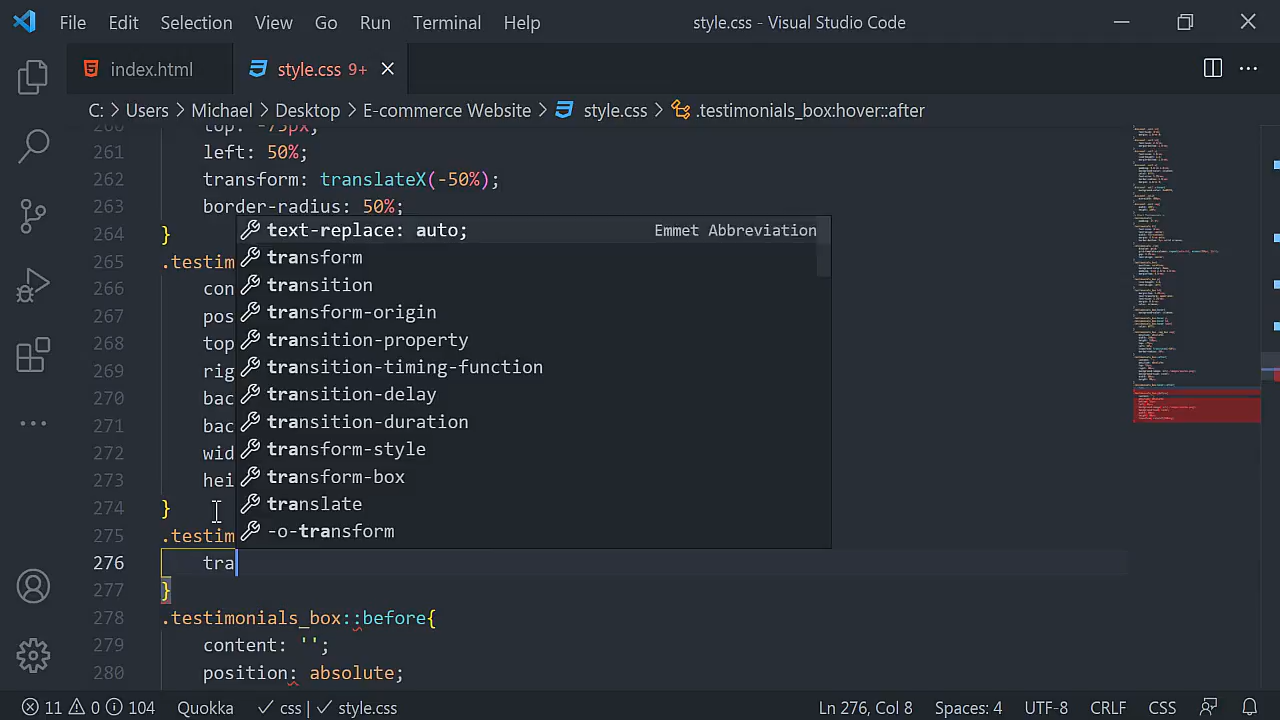 File Edit Selection View Go Run Terminal Help style.css - Visual Studio Code
index.html style.css 9+
C: Users Michael Desktop E-commerce Website style.css .testimonials_box:hover::after
260 top: -75px;
261 left: 50%;
262 transform: translateX(-50%);
263 border-radius: 50%;
264 }
265 .testim
266 con
267 pos
268 top
269 rig
270 bac
271 bac
272 wid
273 hei
274 }
275 .testim
276 tra
277 }
278 .testimonials_box::before{
279 content: '';
280 position: absolute;
text-replace: auto; Emmet Abbreviation
transform
transition
transform-origin
transition-property
transition-timing-function
transition-delay
transition-duration
transform-style
transform-box
translate
-o-transform
11 0 104 Quokka css style.css Ln 276, Col 8 Spaces: 4 UTF-8 CRLF CSS